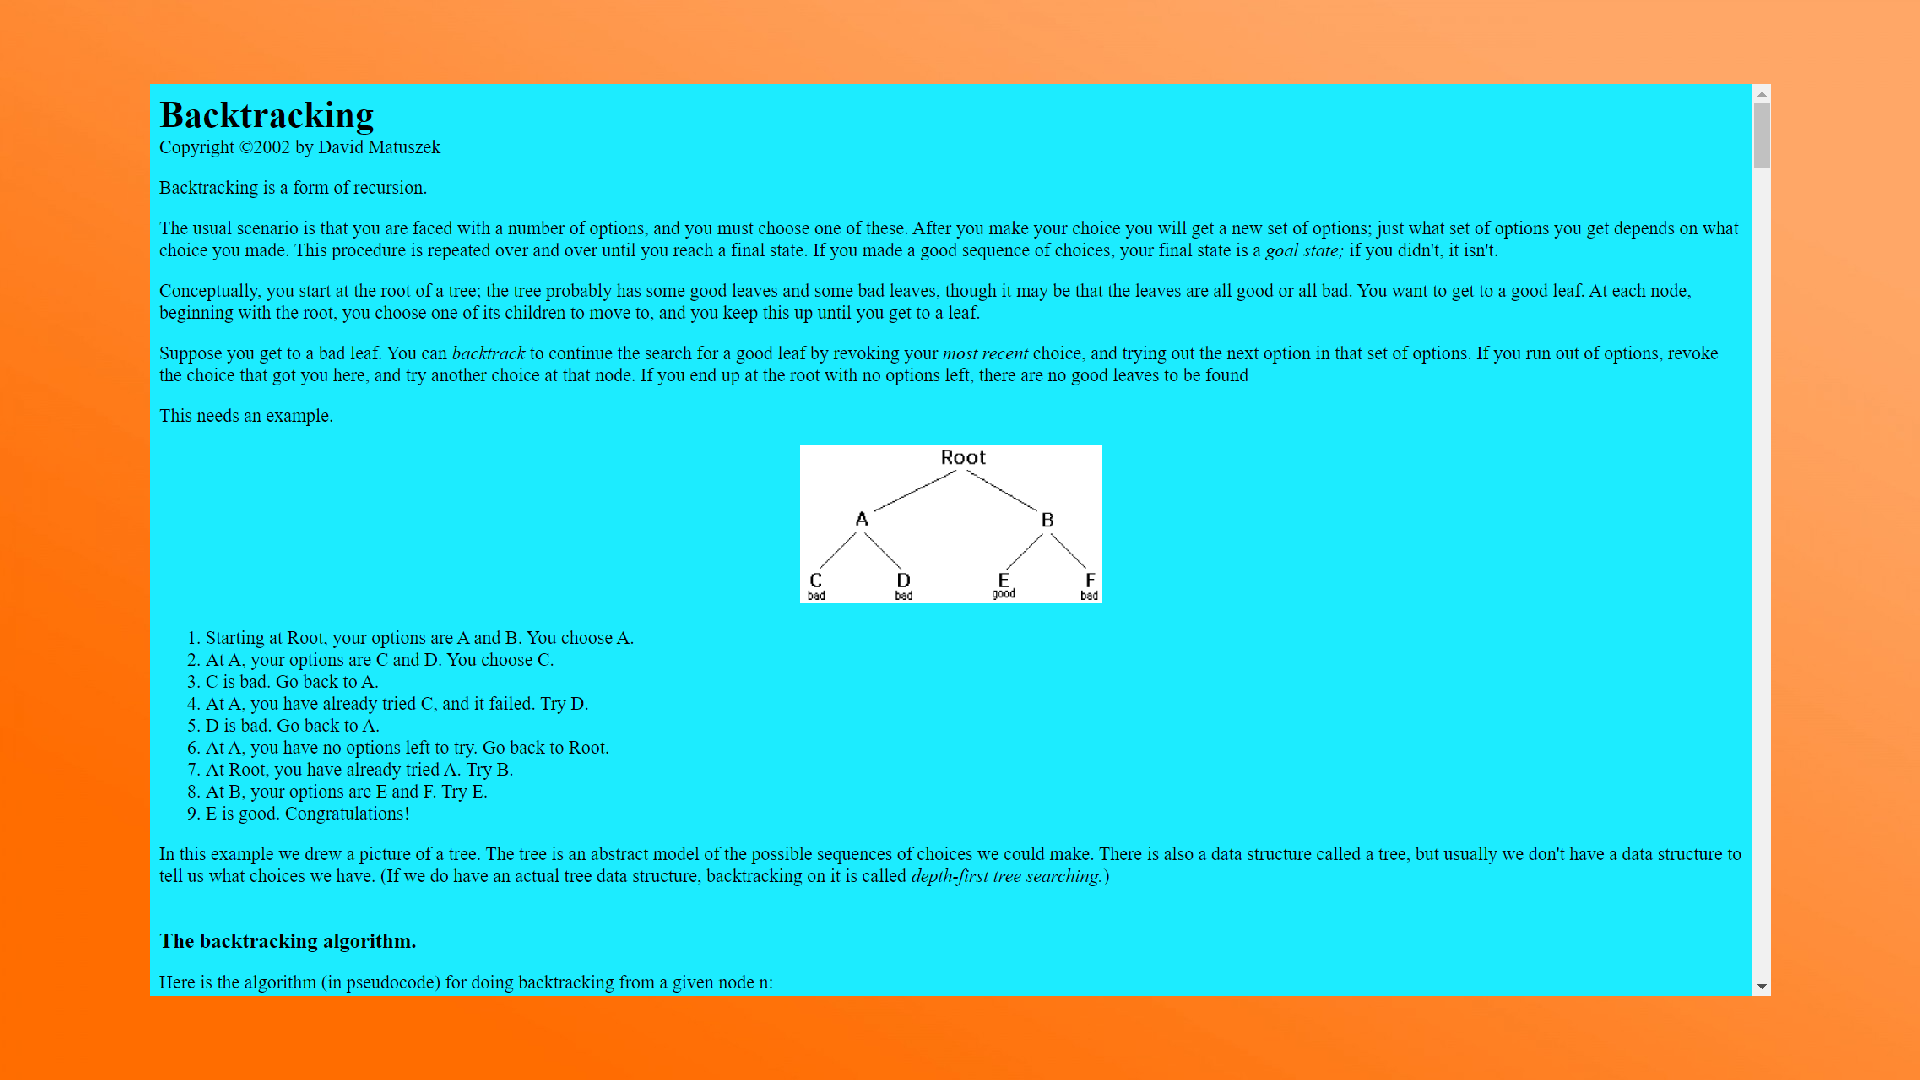 Backtracking
Copyright ©2002 by David Matuszek
Backtracking is a form of recursion.
The usual scenario is that you are faced with a number of options, and you must choose one of these. After you make your choice you will get a new set of options; just what set of options you get depends on what
choice you made. This procedure is repeated over and over until you reach a final state. If you made a good sequence of choices, your final state is a goal state; if you didn't, it isn't.
Conceptually, you start at the root of a tree; the tree probably has some good leaves and some bad leaves, though it may be that the leaves are all good or all bad. You want to get to a good leaf. At each node,
beginning with the root, you choose one of its children to move to, and you keep this up until you get to a leaf.
Suppose you get to a bad leaf. You can backtrack to continue the search for a good leaf by revoking your most recent choice, and trying out the next option in that set of options. If you run out of options, revoke
the choice that got you here, and try another choice at that node. If you end up at the root with no options left, there are no good leaves to be found
This needs an example.
Root
A B
C D E F
bad bad good bad
1. Starting at Root, your options are A and B. You choose A.
2. At A, your options are C and D. You choose C.
3. C is bad. Go back to A.
4. At A, you have already tried C, and it failed. Try D.
5. D is bad. Go back to A.
6. At A, you have no options left to try. Go back to Root.
7. At Root, you have already tried A. Try B.
8. At B, your options are E and F. Try E.
9. E is good. Congratulations!
In this example we drew a picture of a tree. The tree is an abstract model of the possible sequences of choices we could make. There is also a data structure called a tree, but usually we don't have a data structure to
tell us what choices we have. (If we do have an actual tree data structure, backtracking on it is called depth-first tree searching.)
The backtracking algorithm.
Here is the algorithm (in pseudocode) for doing backtracking from a given node n: